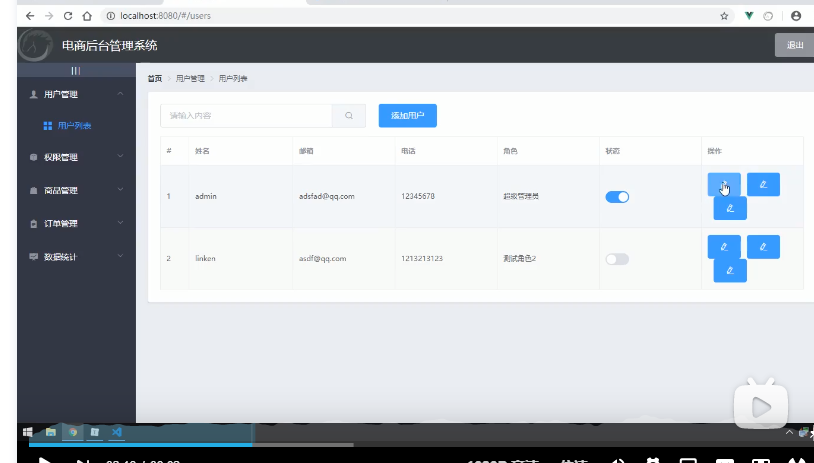 localhost:8080/#/users
电商后台管理系统
退出
用户管理
用户列表
权限管理
商品管理
订单管理
数据统计
首页 用户管理 用户列表
请输入内容 添加用户
# 姓名 邮箱 电话 角色 状态 操作
1 admin adsfad@qq.com 12345678 超级管理员
2 linken asdf@qq.com 1213213123 测试角色2